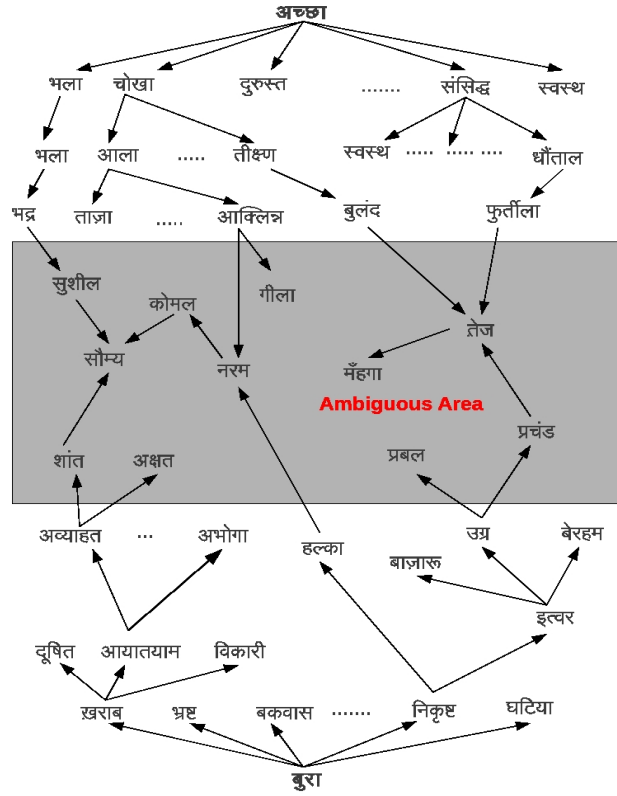 अच्छा
भला चोखा दुरुस्त ....... संसिद्ध स्वस्थ
भला आला ..... तीक्ष्ण स्वस्थ ..... ..... .... धौंताल
भद्र ताज़ा ..... आक्लिन्न बुलंद फुर्तीला
सुशील
कोमल गीला
तेज़
सौम्य नरम मँहगा
Ambiguous Area
प्रचंड
शांत अक्षत प्रबल
अव्याहत ... अभोगा हल्का उग्र बेरहम
बाज़ारू
इत्वर
दूषित आयातयाम विकारी
ख़राब भ्रष्ट बकवास ....... निकृष्ट घटिया
बुरा